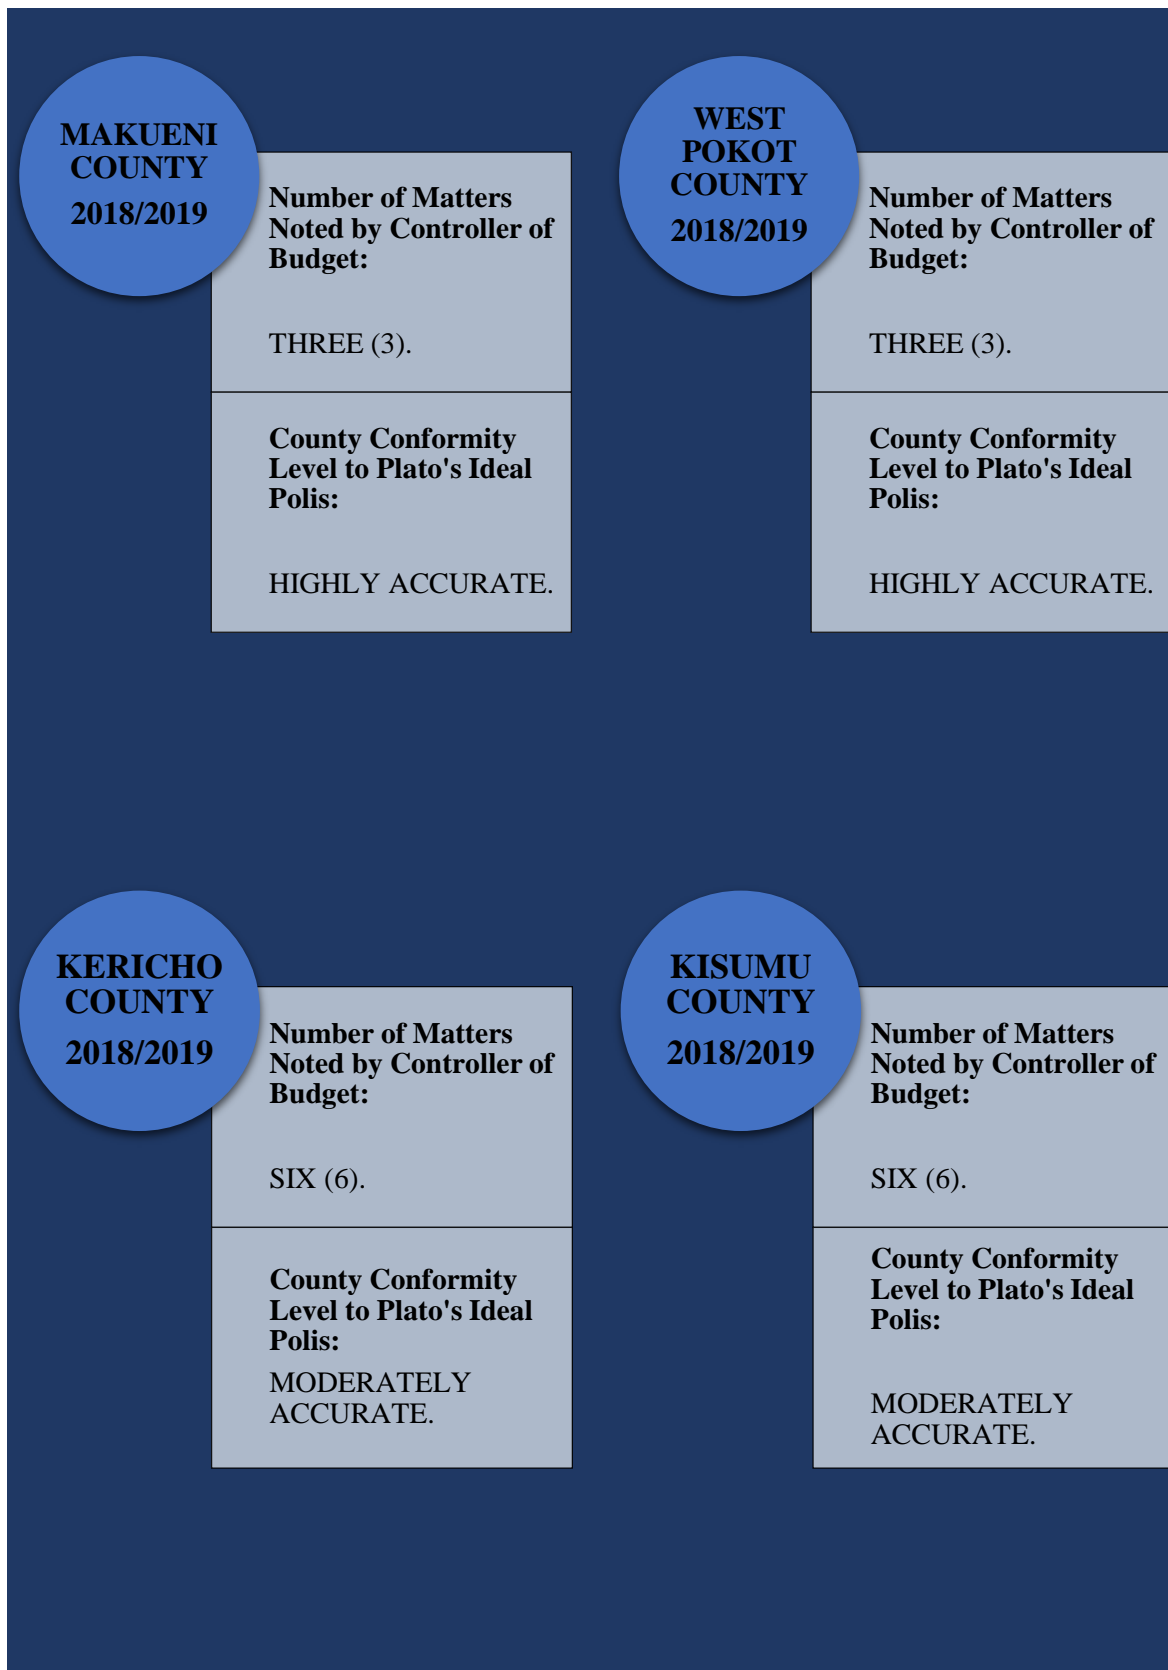 MAKUENI
COUNTY
2018/2019
Number of Matters
Noted by Controller of
Budget:
THREE (3).
County Conformity
Level to Plato's Ideal
Polis:
HIGHLY ACCURATE.
WEST
POKOT
COUNTY
2018/2019
Number of Matters
Noted by Controller of
Budget:
THREE (3).
County Conformity
Level to Plato's Ideal
Polis:
HIGHLY ACCURATE.
KERICHO
COUNTY
2018/2019
Number of Matters
Noted by Controller of
Budget:
SIX (6).
County Conformity
Level to Plato's Ideal
Polis:
MODERATELY
ACCURATE.
KISUMU
COUNTY
2018/2019
Number of Matters
Noted by Controller of
Budget:
SIX (6).
County Conformity
Level to Plato's Ideal
Polis:
MODERATELY
ACCURATE.